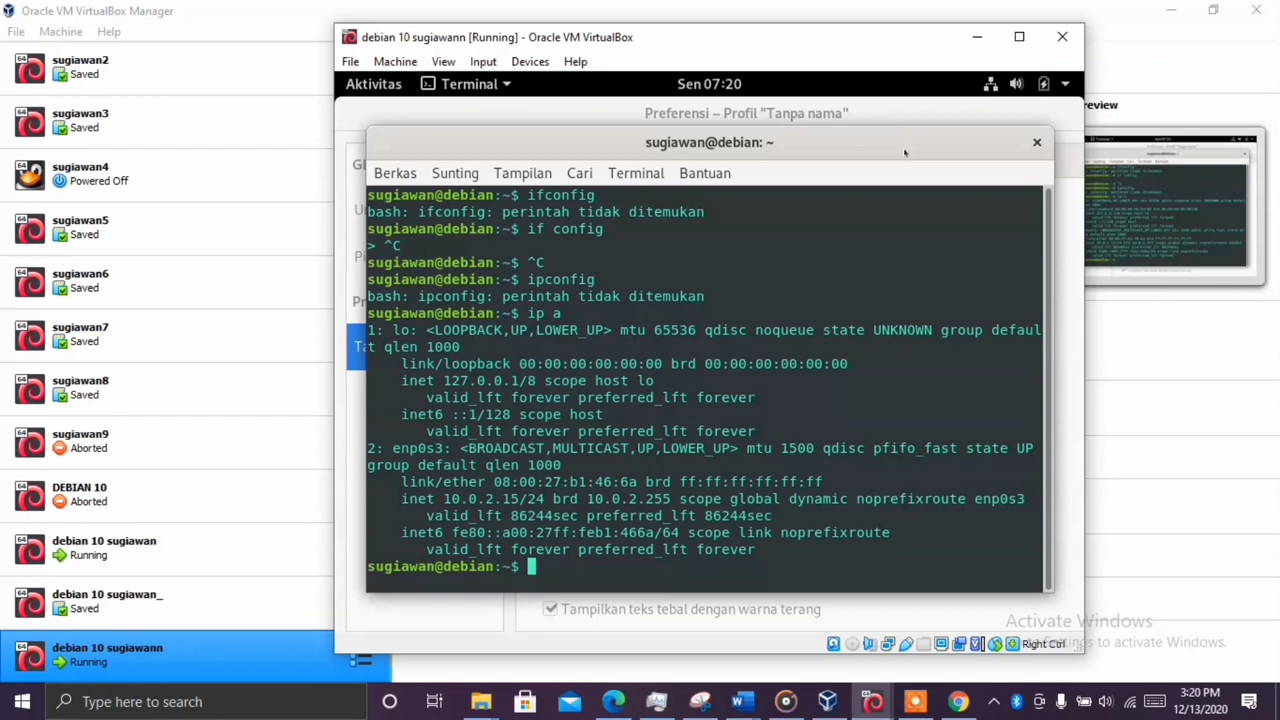 Oracle VM VirtualBox Manager
File Machine Help
sugiawan2
Saved
sugiawan3
Saved
sugiawan4
Powered Off
sugiawan5
Saved
sugiawan6
Saved
sugiawan7
Saved
sugiawan8
Saved
sugiawan9
Aborted
DEBIAN 10
Aborted
debian 10 sugiawan
Running
debian 10 sugiawan_
Saved
debian 10 sugiawann
Running
debian 10 sugiawann [Running] - Oracle VM VirtualBox
File Machine View Input Devices Help
Aktivitas Terminal Sen 07:20
Preferensi – Profil "Tanpa nama"
sugiawan@debian: ~
Sunting Tampilan Cari Terminal Bantuan
sugiawan@debian:~$ ifconfig
bash: ifconfig: perintah tidak ditemukan
sugiawan@debian:~$ if config
>
sugiawan@debian:~$ ^C
sugiawan@debian:~$ ipconfig
bash: ipconfig: perintah tidak ditemukan
sugiawan@debian:~$ ip a
1: lo: <LOOPBACK,UP,LOWER_UP> mtu 65536 qdisc noqueue state UNKNOWN group defaul
t qlen 1000
link/loopback 00:00:00:00:00:00 brd 00:00:00:00:00:00
inet 127.0.0.1/8 scope host lo
valid_lft forever preferred_lft forever
inet6 ::1/128 scope host
valid_lft forever preferred_lft forever
2: enp0s3: <BROADCAST,MULTICAST,UP,LOWER_UP> mtu 1500 qdisc pfifo_fast state UP
group default qlen 1000
link/ether 08:00:27:b1:46:6a brd ff:ff:ff:ff:ff:ff
inet 10.0.2.15/24 brd 10.0.2.255 scope global dynamic noprefixroute enp0s3
valid_lft 86244sec preferred_lft 86244sec
inet6 fe80::a00:27ff:feb1:466a/64 scope link noprefixroute
valid_lft forever preferred_lft forever
sugiawan@debian:~$
Tampilkan teks tebal dengan warna terang
Right Ctrl
review
Activate Windows
Settings to activate Windows.
Type here to search
3:20 PM
12/13/2020